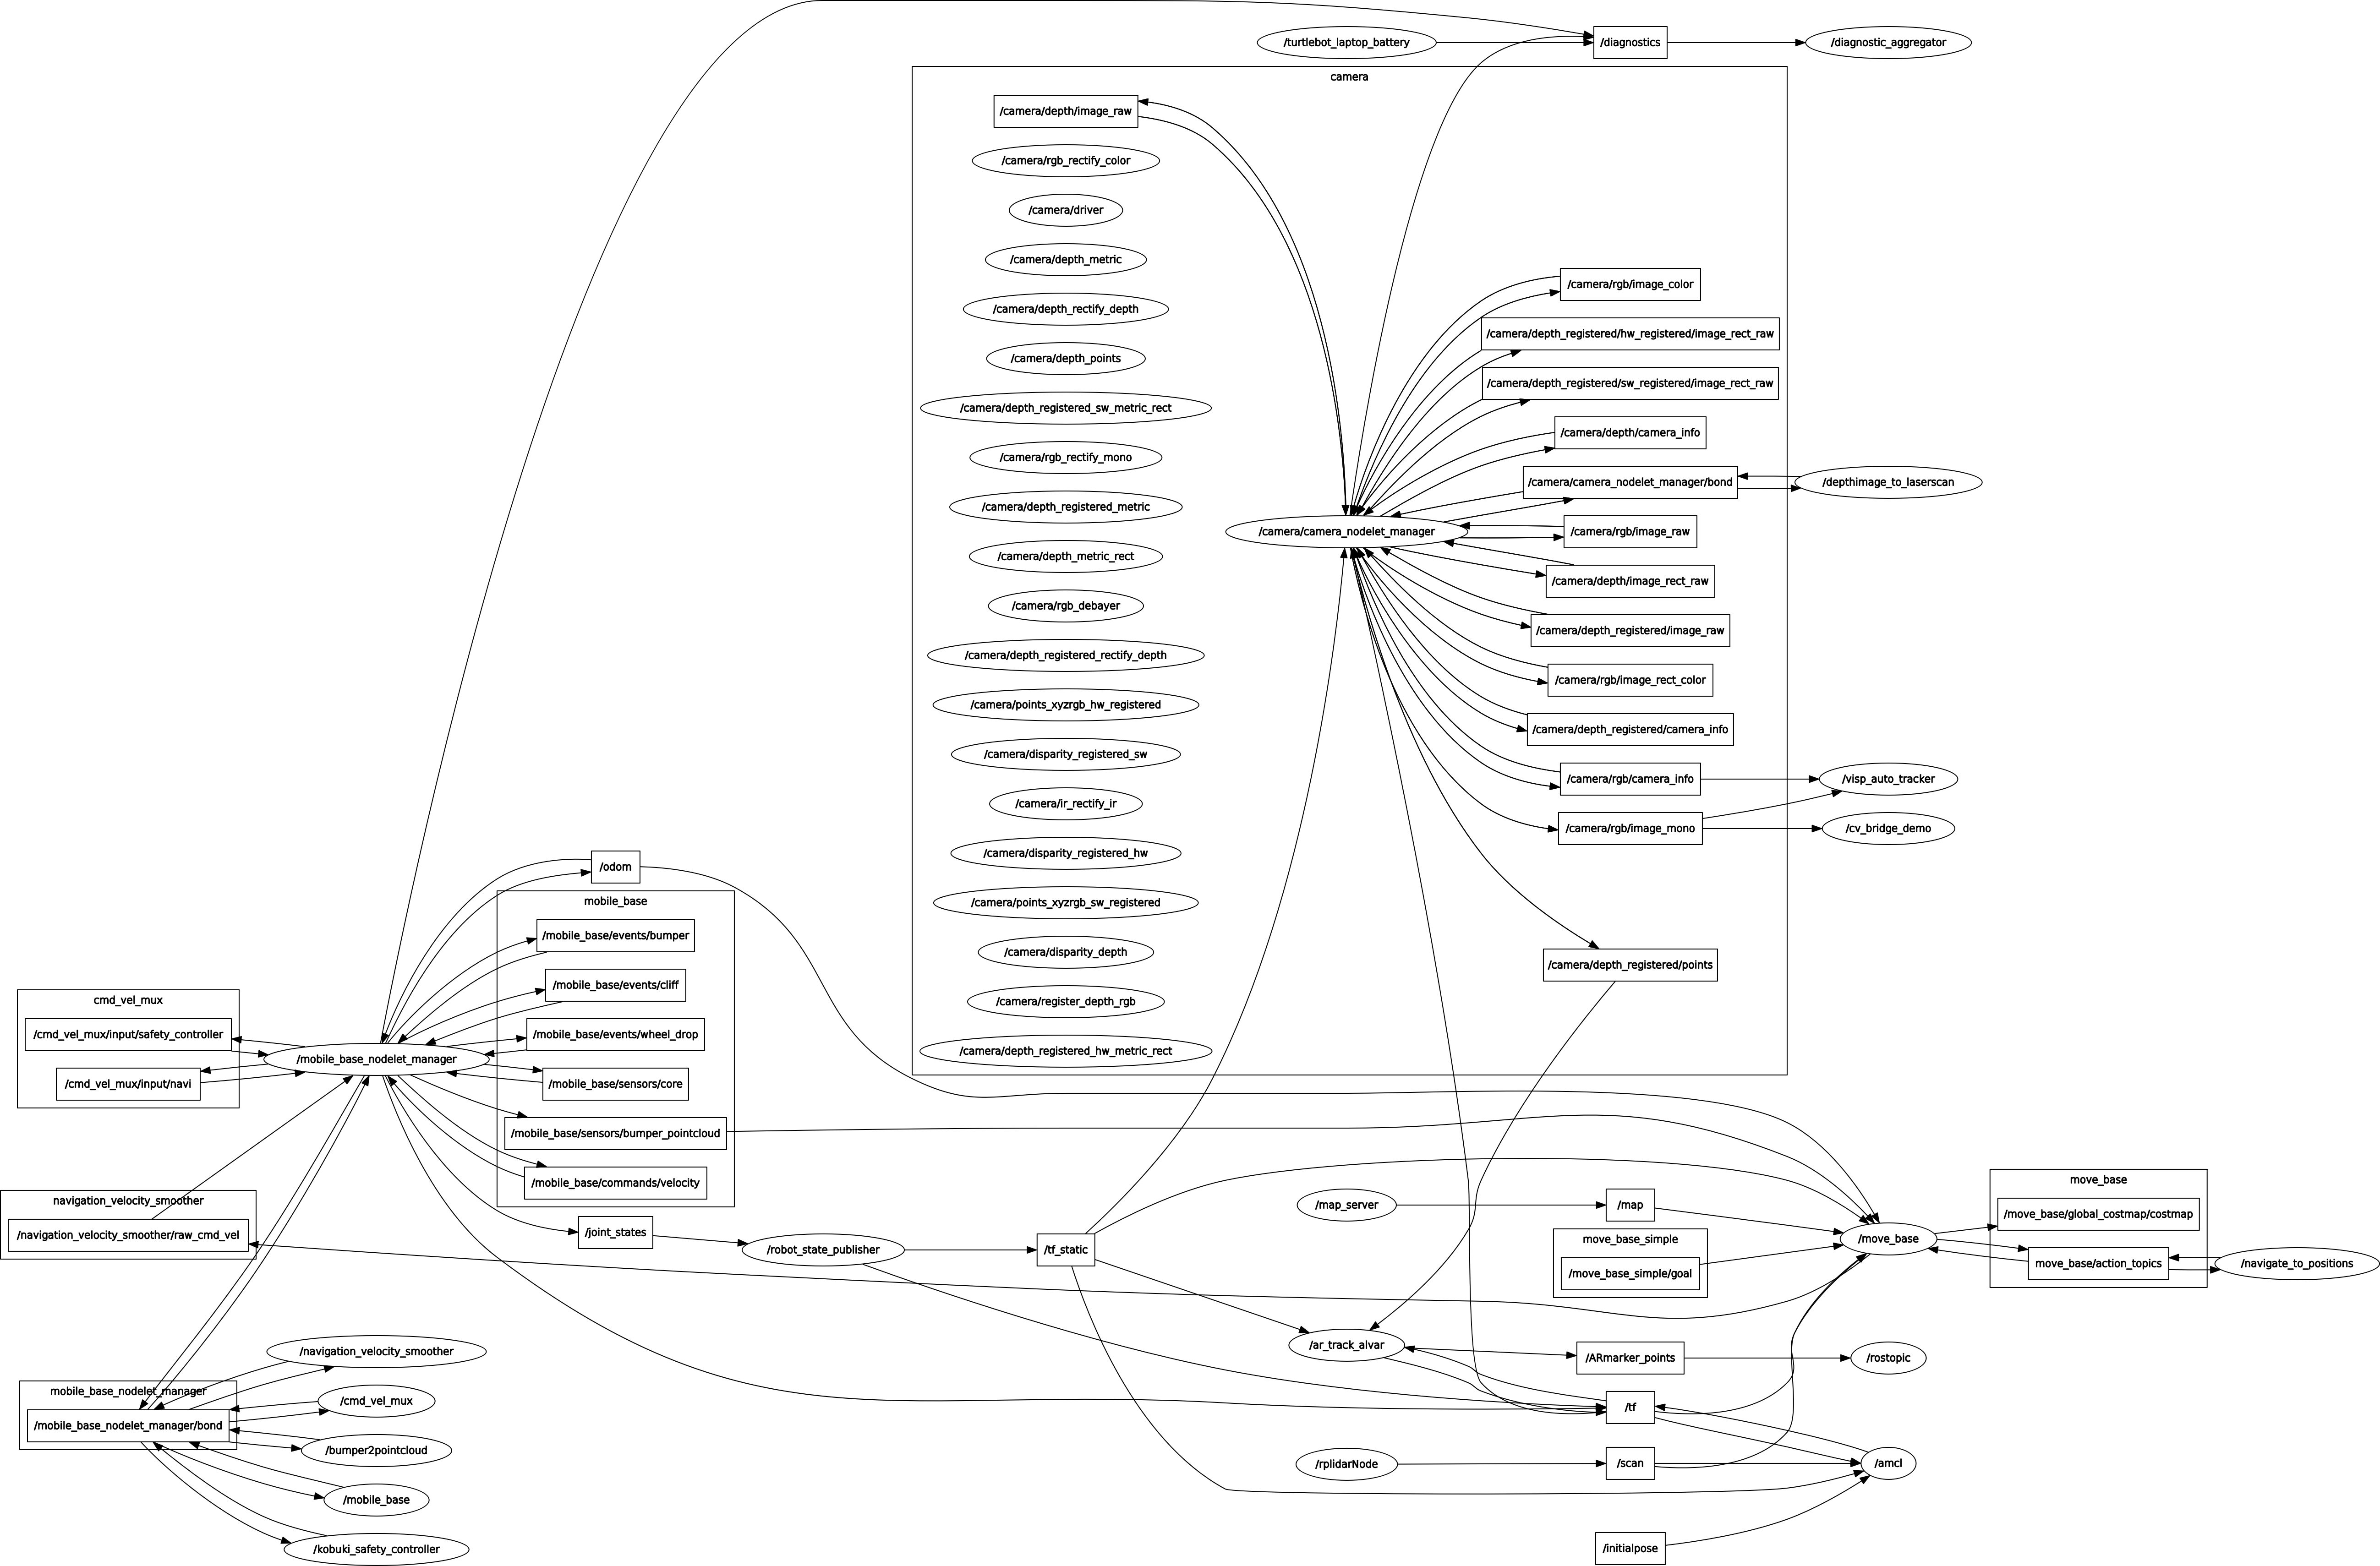 /turtlebot_laptop_battery
/diagnostics
/diagnostic_aggregator
camera
/camera/depth/image_raw
/camera/rgb_rectify_color
/camera/driver
/camera/depth_metric
/camera/depth_rectify_depth
/camera/depth_points
/camera/depth_registered_sw_metric_rect
/camera/rgb_rectify_mono
/camera/depth_registered_metric
/camera/depth_metric_rect
/camera/rgb_debayer
/camera/depth_registered_rectify_depth
/camera/points_xyzrgb_hw_registered
/camera/disparity_registered_sw
/camera/ir_rectify_ir
/camera/disparity_registered_hw
/camera/points_xyzrgb_sw_registered
/camera/disparity_depth
/camera/register_depth_rgb
/camera/depth_registered_hw_metric_rect
/camera/camera_nodelet_manager
/camera/rgb/image_color
/camera/depth_registered/hw_registered/image_rect_raw
/camera/depth_registered/sw_registered/image_rect_raw
/camera/depth/camera_info
/camera/camera_nodelet_manager/bond
/camera/rgb/image_raw
/camera/depth/image_rect_raw
/camera/depth_registered/image_raw
/camera/rgb/image_rect_color
/camera/depth_registered/camera_info
/camera/rgb/camera_info
/camera/rgb/image_mono
/camera/depth_registered/points
/depthimage_to_laserscan
/visp_auto_tracker
/cv_bridge_demo
/odom
mobile_base
/mobile_base/events/bumper
/mobile_base/events/cliff
/mobile_base/events/wheel_drop
/mobile_base/sensors/core
/mobile_base/sensors/bumper_pointcloud
/mobile_base/commands/velocity
cmd_vel_mux
/cmd_vel_mux/input/safety_controller
/cmd_vel_mux/input/navi
/mobile_base_nodelet_manager
navigation_velocity_smoother
/navigation_velocity_smoother/raw_cmd_vel
/joint_states
/robot_state_publisher
/tf_static
/map_server
/map
move_base_simple
/move_base_simple/goal
/move_base
move_base
/move_base/global_costmap/costmap
move_base/action_topics
/navigate_to_positions
/ar_track_alvar
/ARmarker_points
/rostopic
/tf
/rplidarNode
/scan
/amcl
/initialpose
/navigation_velocity_smoother
mobile_base_nodelet_manager
/mobile_base_nodelet_manager/bond
/cmd_vel_mux
/bumper2pointcloud
/mobile_base
/kobuki_safety_controller